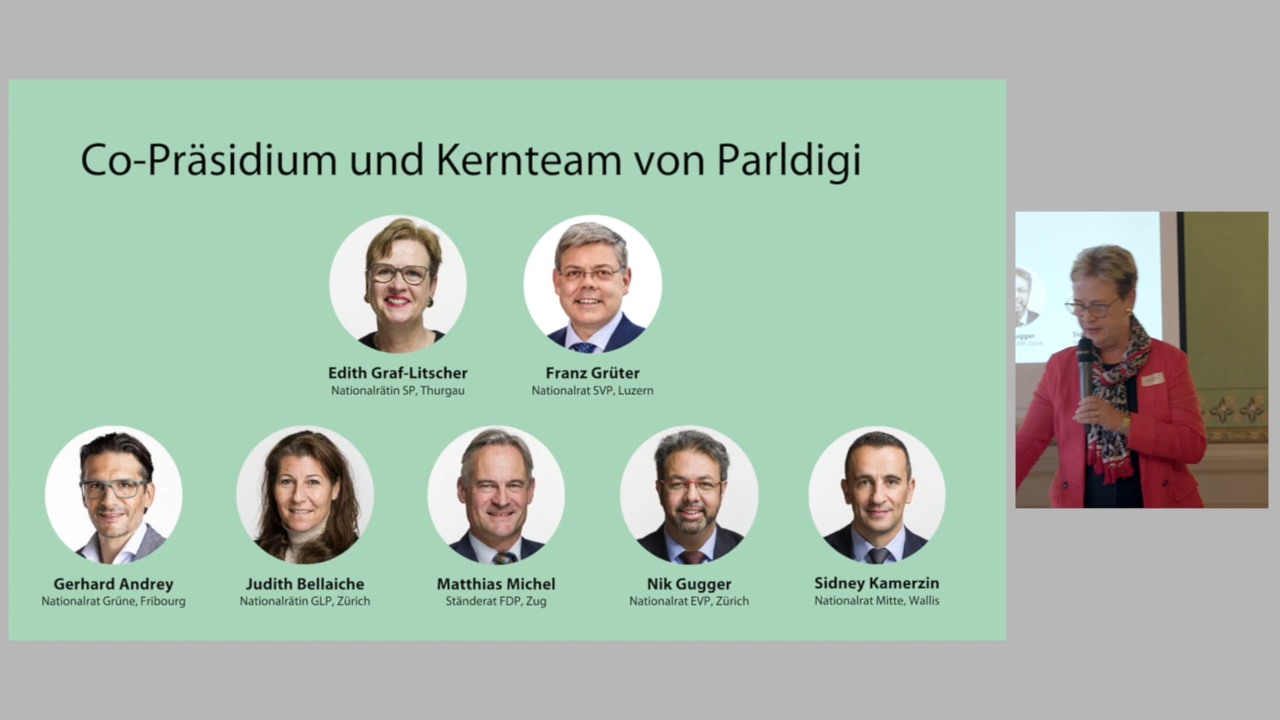 Co-Präsidium und Kernteam von Parldigi
Edith Graf-Litscher
Nationalrätin SP, Thurgau
Franz Grüter
Nationalrat SVP, Luzern
Gerhard Andrey
Nationalrat Grüne, Fribourg
Judith Bellaiche
Nationalrätin GLP, Zürich
Matthias Michel
Ständerat FDP, Zug
Nik Gugger
Nationalrat EVP, Zürich
Sidney Kamerzin
Nationalrat Mitte, Wallis
ugger